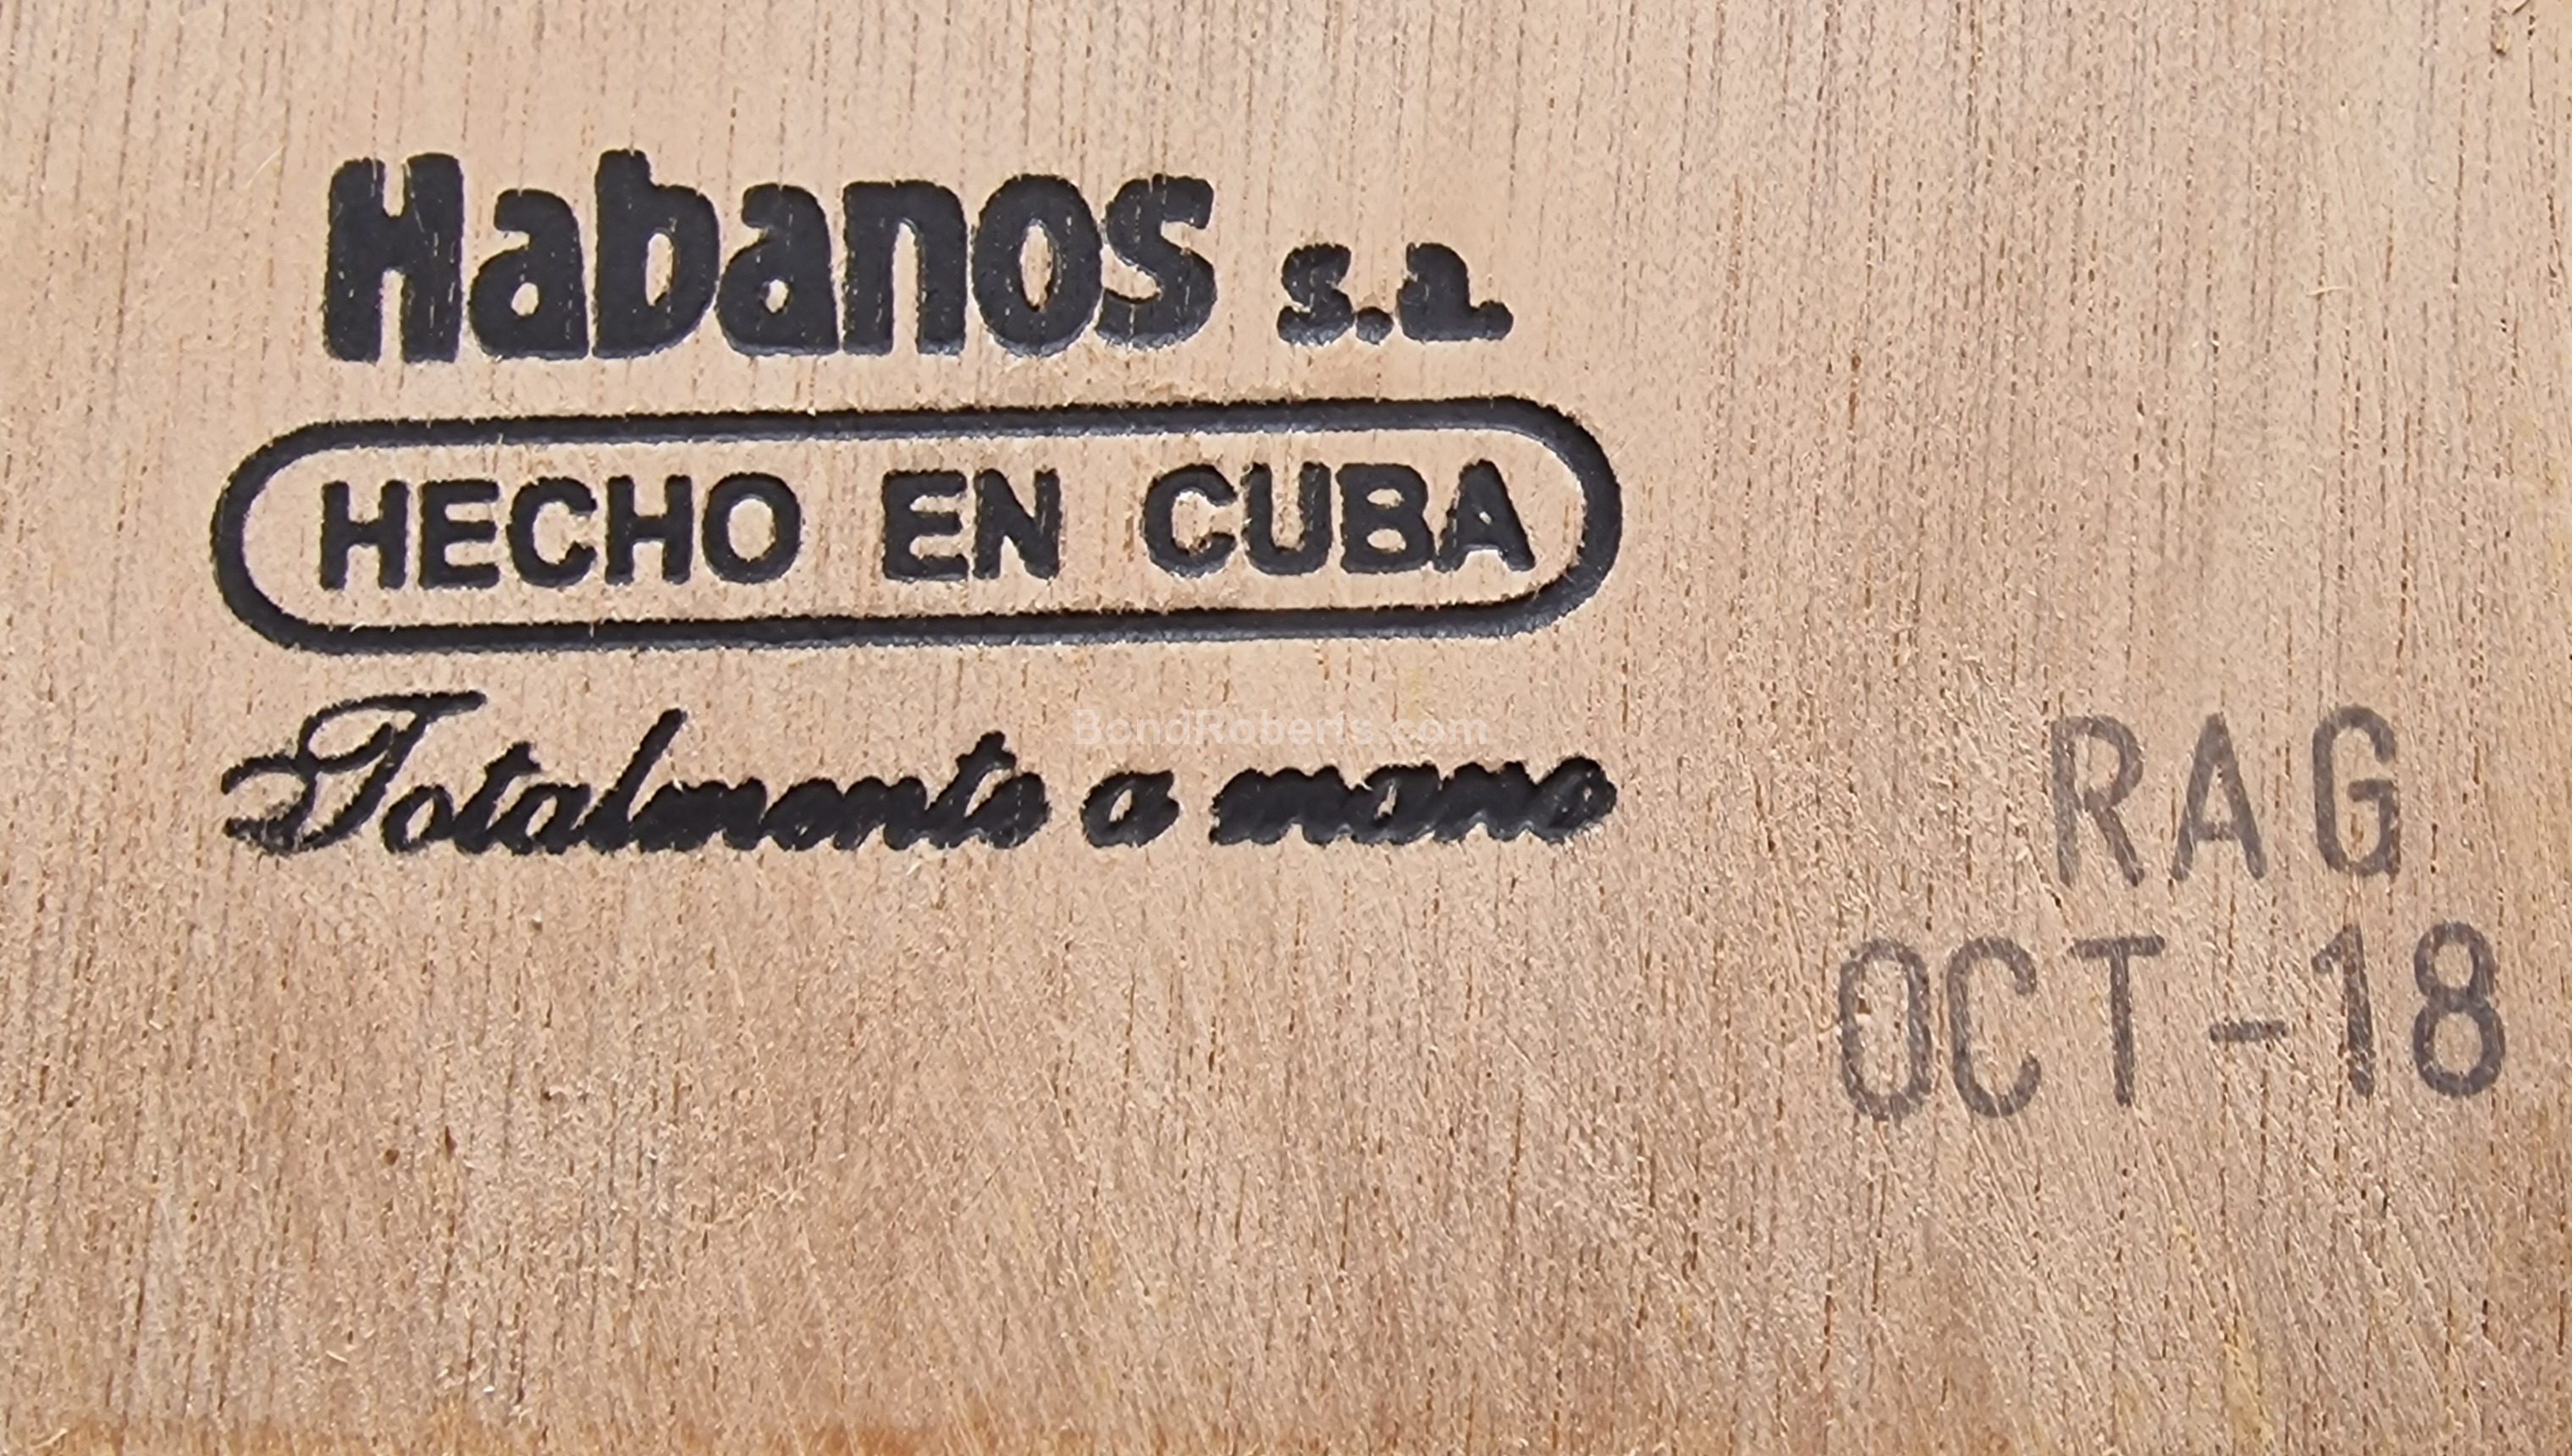 Habanos s.a.
HECHO EN CUBA
Totalmente a mano
BondRoberts.com
RAG
OCT-18